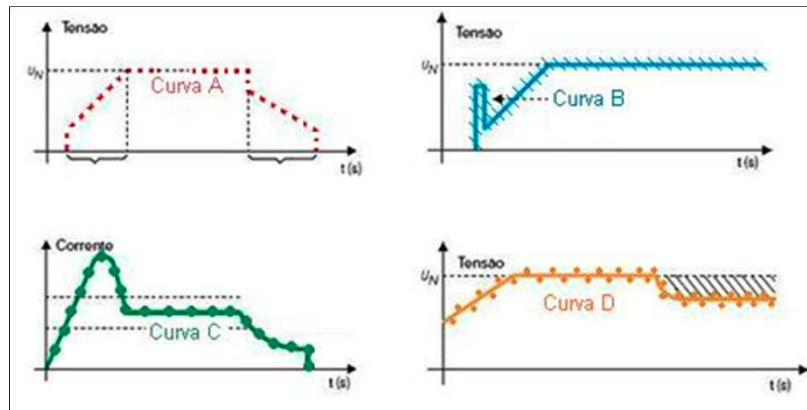 Tensão
U_N
Curva A
t(s)
Tensão
U_N
Curva B
t(s)
Corrente
Curva C
t(s)
Tensão
U_N
Curva D
t(s)